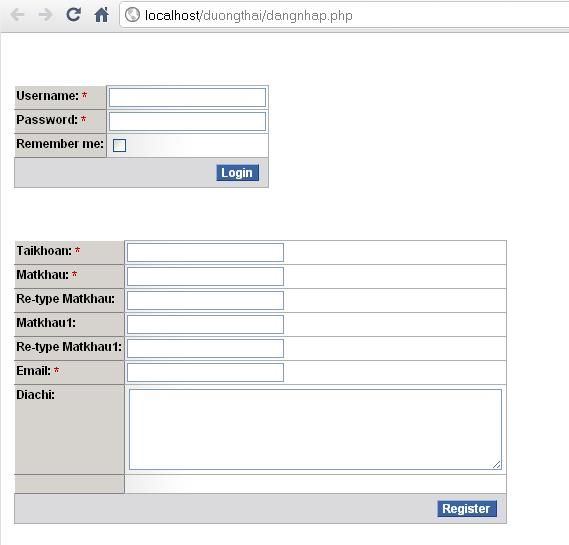 localhost/duongthai/dangnhap.php
Username: *
Password: *
Remember me:
Login
Taikhoan: *
Matkhau: *
Re-type Matkhau:
Matkhau1:
Re-type Matkhau1:
Email: *
Diachi:
Register